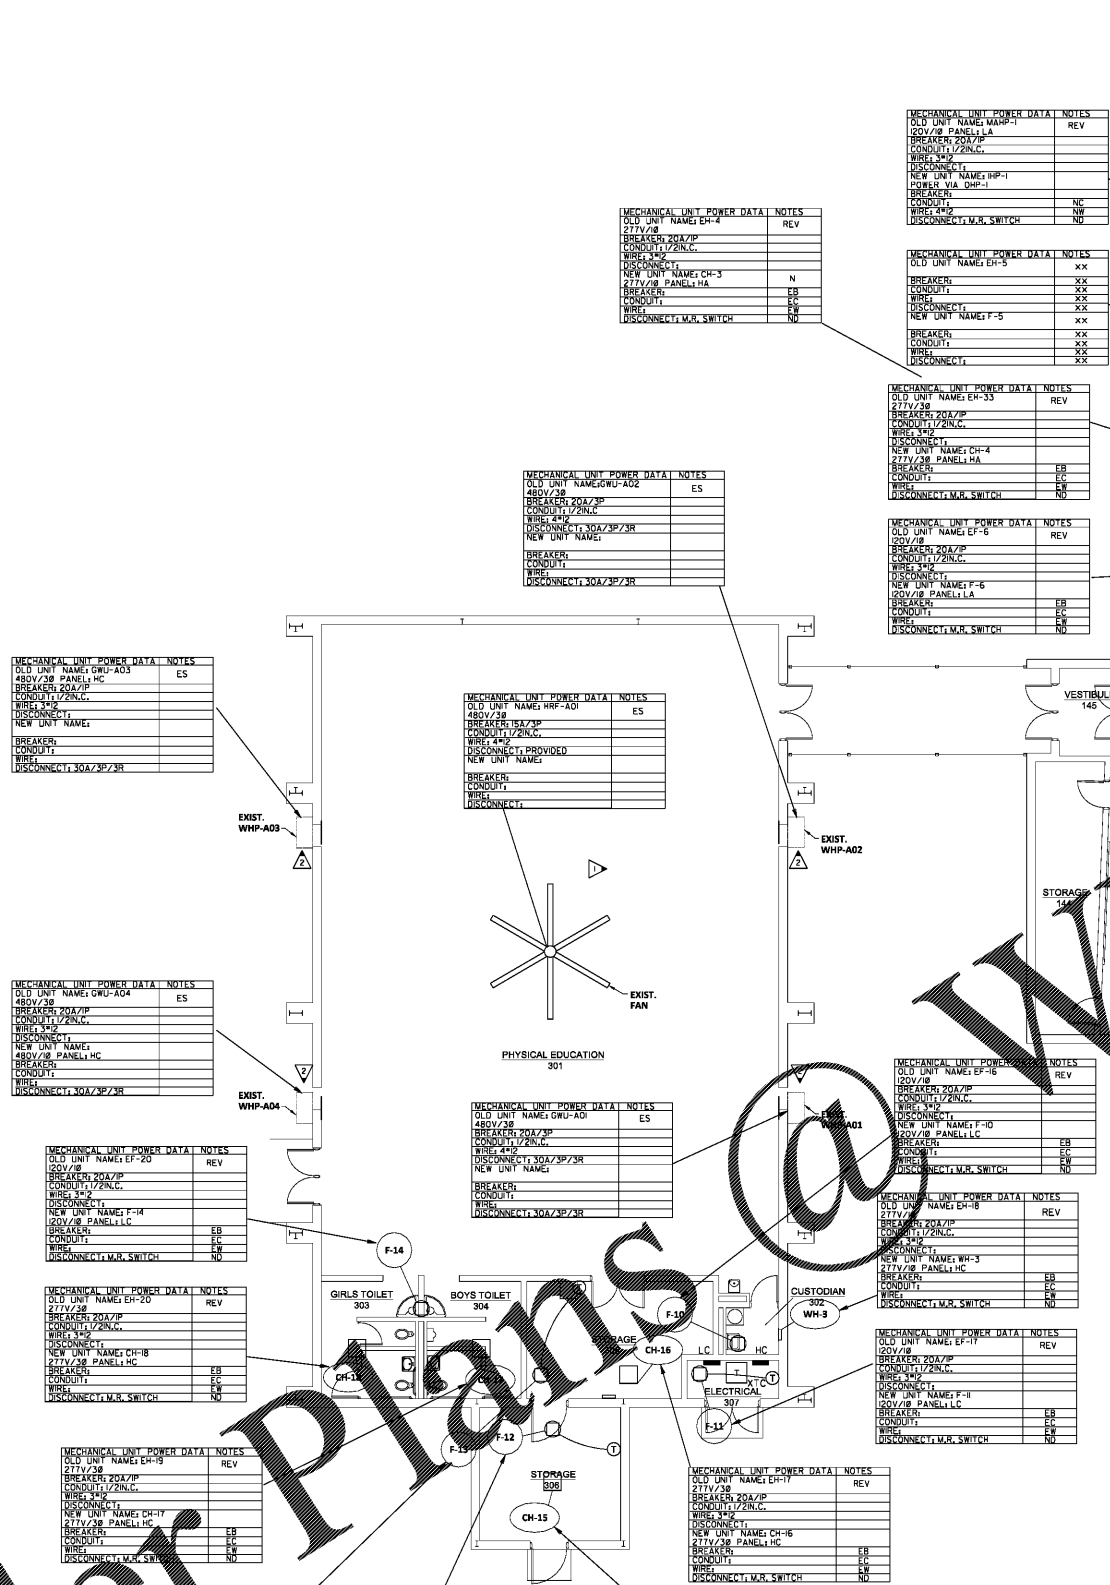 MECHANICAL UNIT POWER DATA NOTES
OLD UNIT NAME: MAHP-1 REV
120V/1Ø PANEL: LA
BREAKER: 20A/1P
CONDUIT: 1/2IN.C.
WIRE: 3#12
DISCONNECT:
NEW UNIT NAME: IHP-1
POWER VIA OHP-1
BREAKER:
CONDUIT: NC
WIRE: 4#12 NW
DISCONNECT: M.R. SWITCH ND
MECHANICAL UNIT POWER DATA NOTES
OLD UNIT NAME: EH-4 REV
277V/1Ø
BREAKER: 20A/1P
CONDUIT: 1/2IN.C.
WIRE: 3#12
DISCONNECT:
NEW UNIT NAME: CH-3 N
277V/1Ø PANEL: HA
BREAKER: EB
CONDUIT: EC
WIRE: EW
DISCONNECT: M.R. SWITCH ND
MECHANICAL UNIT POWER DATA NOTES
OLD UNIT NAME: EH-5 XX
BREAKER: XX
CONDUIT: XX
WIRE: XX
DISCONNECT: XX
NEW UNIT NAME: F-5 XX
BREAKER: XX
CONDUIT: XX
WIRE: XX
DISCONNECT: XX
MECHANICAL UNIT POWER DATA NOTES
OLD UNIT NAME: EH-33 REV
277V/3Ø
BREAKER: 20A/1P
CONDUIT: 1/2IN.C.
WIRE: 3#12
DISCONNECT:
NEW UNIT NAME: CH-4
277V/3Ø PANEL: HA
BREAKER: EB
CONDUIT: EC
WIRE: EW
DISCONNECT: M.R. SWITCH ND
MECHANICAL UNIT POWER DATA NOTES
OLD UNIT NAME:GWU-A02 ES
480V/3Ø
BREAKER: 20A/3P
CONDUIT: 1/2IN.C
WIRE: 4#12
DISCONNECT: 30A/3P/3R
NEW UNIT NAME:
BREAKER:
CONDUIT:
WIRE:
DISCONNECT: 30A/3P/3R
MECHANICAL UNIT POWER DATA NOTES
OLD UNIT NAME: EF-6 REV
120V/1Ø
BREAKER: 20A/1P
CONDUIT: 1/2IN.C.
WIRE: 3#12
DISCONNECT:
NEW UNIT NAME: F-6
120V/1Ø PANEL: LA
BREAKER: EB
CONDUIT: EC
WIRE: EW
DISCONNECT: M.R. SWITCH ND
MECHANICAL UNIT POWER DATA NOTES
OLD UNIT NAME: GWU-A03 ES
480V/3Ø PANEL: HC
BREAKER: 20A/1P
CONDUIT: 1/2IN.C.
WIRE: 3#12
DISCONNECT:
NEW UNIT NAME:
BREAKER:
CONDUIT:
WIRE:
DISCONNECT: 30A/3P/3R
MECHANICAL UNIT POWER DATA NOTES
OLD UNIT NAME: HRF-A01 ES
480V/3Ø
BREAKER: 15A/3P
CONDUIT: 1/2IN.C.
WIRE: 4#12
DISCONNECT: PROVIDED
NEW UNIT NAME:
BREAKER:
CONDUIT:
WIRE:
DISCONNECT:
VESTIBUL
145
EXIST.
WHP-A03
2
EXIST.
WHP-A02
2
1
STORAGE
144
EXIST.
FAN
PHYSICAL EDUCATION
301
MECHANICAL UNIT POWER DATA NOTES
OLD UNIT NAME: GWU-A04 ES
480V/3Ø
BREAKER: 20A/1P
CONDUIT: 1/2IN.C.
WIRE: 3#12
DISCONNECT:
NEW UNIT NAME:
480V/1Ø PANEL: HC
BREAKER:
CONDUIT:
WIRE:
DISCONNECT: 30A/3P/3R
2
EXIST.
WHP-A04
2
EXIST.
WHP-A01
MECHANICAL UNIT POWER DATA NOTES
OLD UNIT NAME: EF-16 REV
120V/1Ø
BREAKER: 20A/1P
CONDUIT: 1/2IN.C.
WIRE: 3#12
DISCONNECT:
NEW UNIT NAME: F-10
120V/1Ø PANEL: LC
BREAKER: EB
CONDUIT: EC
WIRE: EW
DISCONNECT: M.R. SWITCH ND
MECHANICAL UNIT POWER DATA NOTES
OLD UNIT NAME: GWU-A01 ES
480V/3Ø
BREAKER: 20A/3P
CONDUIT: 1/2IN.C.
WIRE: 4#12
DISCONNECT: 30A/3P/3R
NEW UNIT NAME:
BREAKER:
CONDUIT:
WIRE:
DISCONNECT: 30A/3P/3R
MECHANICAL UNIT POWER DATA NOTES
OLD UNIT NAME: EF-20 REV
120V/1Ø
BREAKER: 20A/1P
CONDUIT: 1/2IN.C.
WIRE: 3#12
DISCONNECT:
NEW UNIT NAME: F-14
120V/1Ø PANEL: LC
BREAKER: EB
CONDUIT: EC
WIRE: EW
DISCONNECT: M.R. SWITCH ND
MECHANICAL UNIT POWER DATA NOTES
OLD UNIT NAME: EH-18 REV
277V/1Ø
BREAKER: 20A/1P
CONDUIT: 1/2IN.C.
WIRE: 3#12
DISCONNECT:
NEW UNIT NAME: WH-3
277V/1Ø PANEL: HC
BREAKER: EB
CONDUIT: EC
WIRE: EW
DISCONNECT: M.R. SWITCH ND
F-14
MECHANICAL UNIT POWER DATA NOTES
OLD UNIT NAME: EH-20 REV
277V/3Ø
BREAKER: 20A/1P
CONDUIT: 1/2IN.C.
WIRE: 3#12
DISCONNECT:
NEW UNIT NAME: CH-18
277V/3Ø PANEL: HC
BREAKER: EB
CONDUIT: EC
WIRE: EW
DISCONNECT: M.R. SWITCH ND
GIRLS TOILET
303
BOYS TOILET
304
CUSTODIAN
302
WH-3
F-10
STORAGE
CH-16
LC
HC
T
XTC
T
ELECTRICAL
307
F-11
MECHANICAL UNIT POWER DATA NOTES
OLD UNIT NAME: EF-17 REV
120V/1Ø
BREAKER: 20A/1P
CONDUIT: 1/2IN.C.
WIRE: 3#12
DISCONNECT:
NEW UNIT NAME: F-11
120V/1Ø PANEL: LC
BREAKER: EB
CONDUIT: EC
WIRE: EW
DISCONNECT: M.R. SWITCH ND
F-12
F-13
T
STORAGE
306
CH-15
MECHANICAL UNIT POWER DATA NOTES
OLD UNIT NAME: EH-19 REV
277V/3Ø
BREAKER: 20A/1P
CONDUIT: 1/2IN.C.
WIRE: 3#12
DISCONNECT:
NEW UNIT NAME: CH-17
277V/3Ø PANEL: HC
BREAKER: EB
CONDUIT: EC
WIRE: EW
DISCONNECT: M.R. SWITCH ND
MECHANICAL UNIT POWER DATA NOTES
OLD UNIT NAME: EH-17 REV
277V/3Ø
BREAKER: 20A/1P
CONDUIT: 1/2IN.C.
WIRE: 3#12
DISCONNECT:
NEW UNIT NAME: CH-16
277V/3Ø PANEL: HC
BREAKER: EB
CONDUIT: EC
WIRE: EW
DISCONNECT: M.R. SWITCH ND
Plans @ W